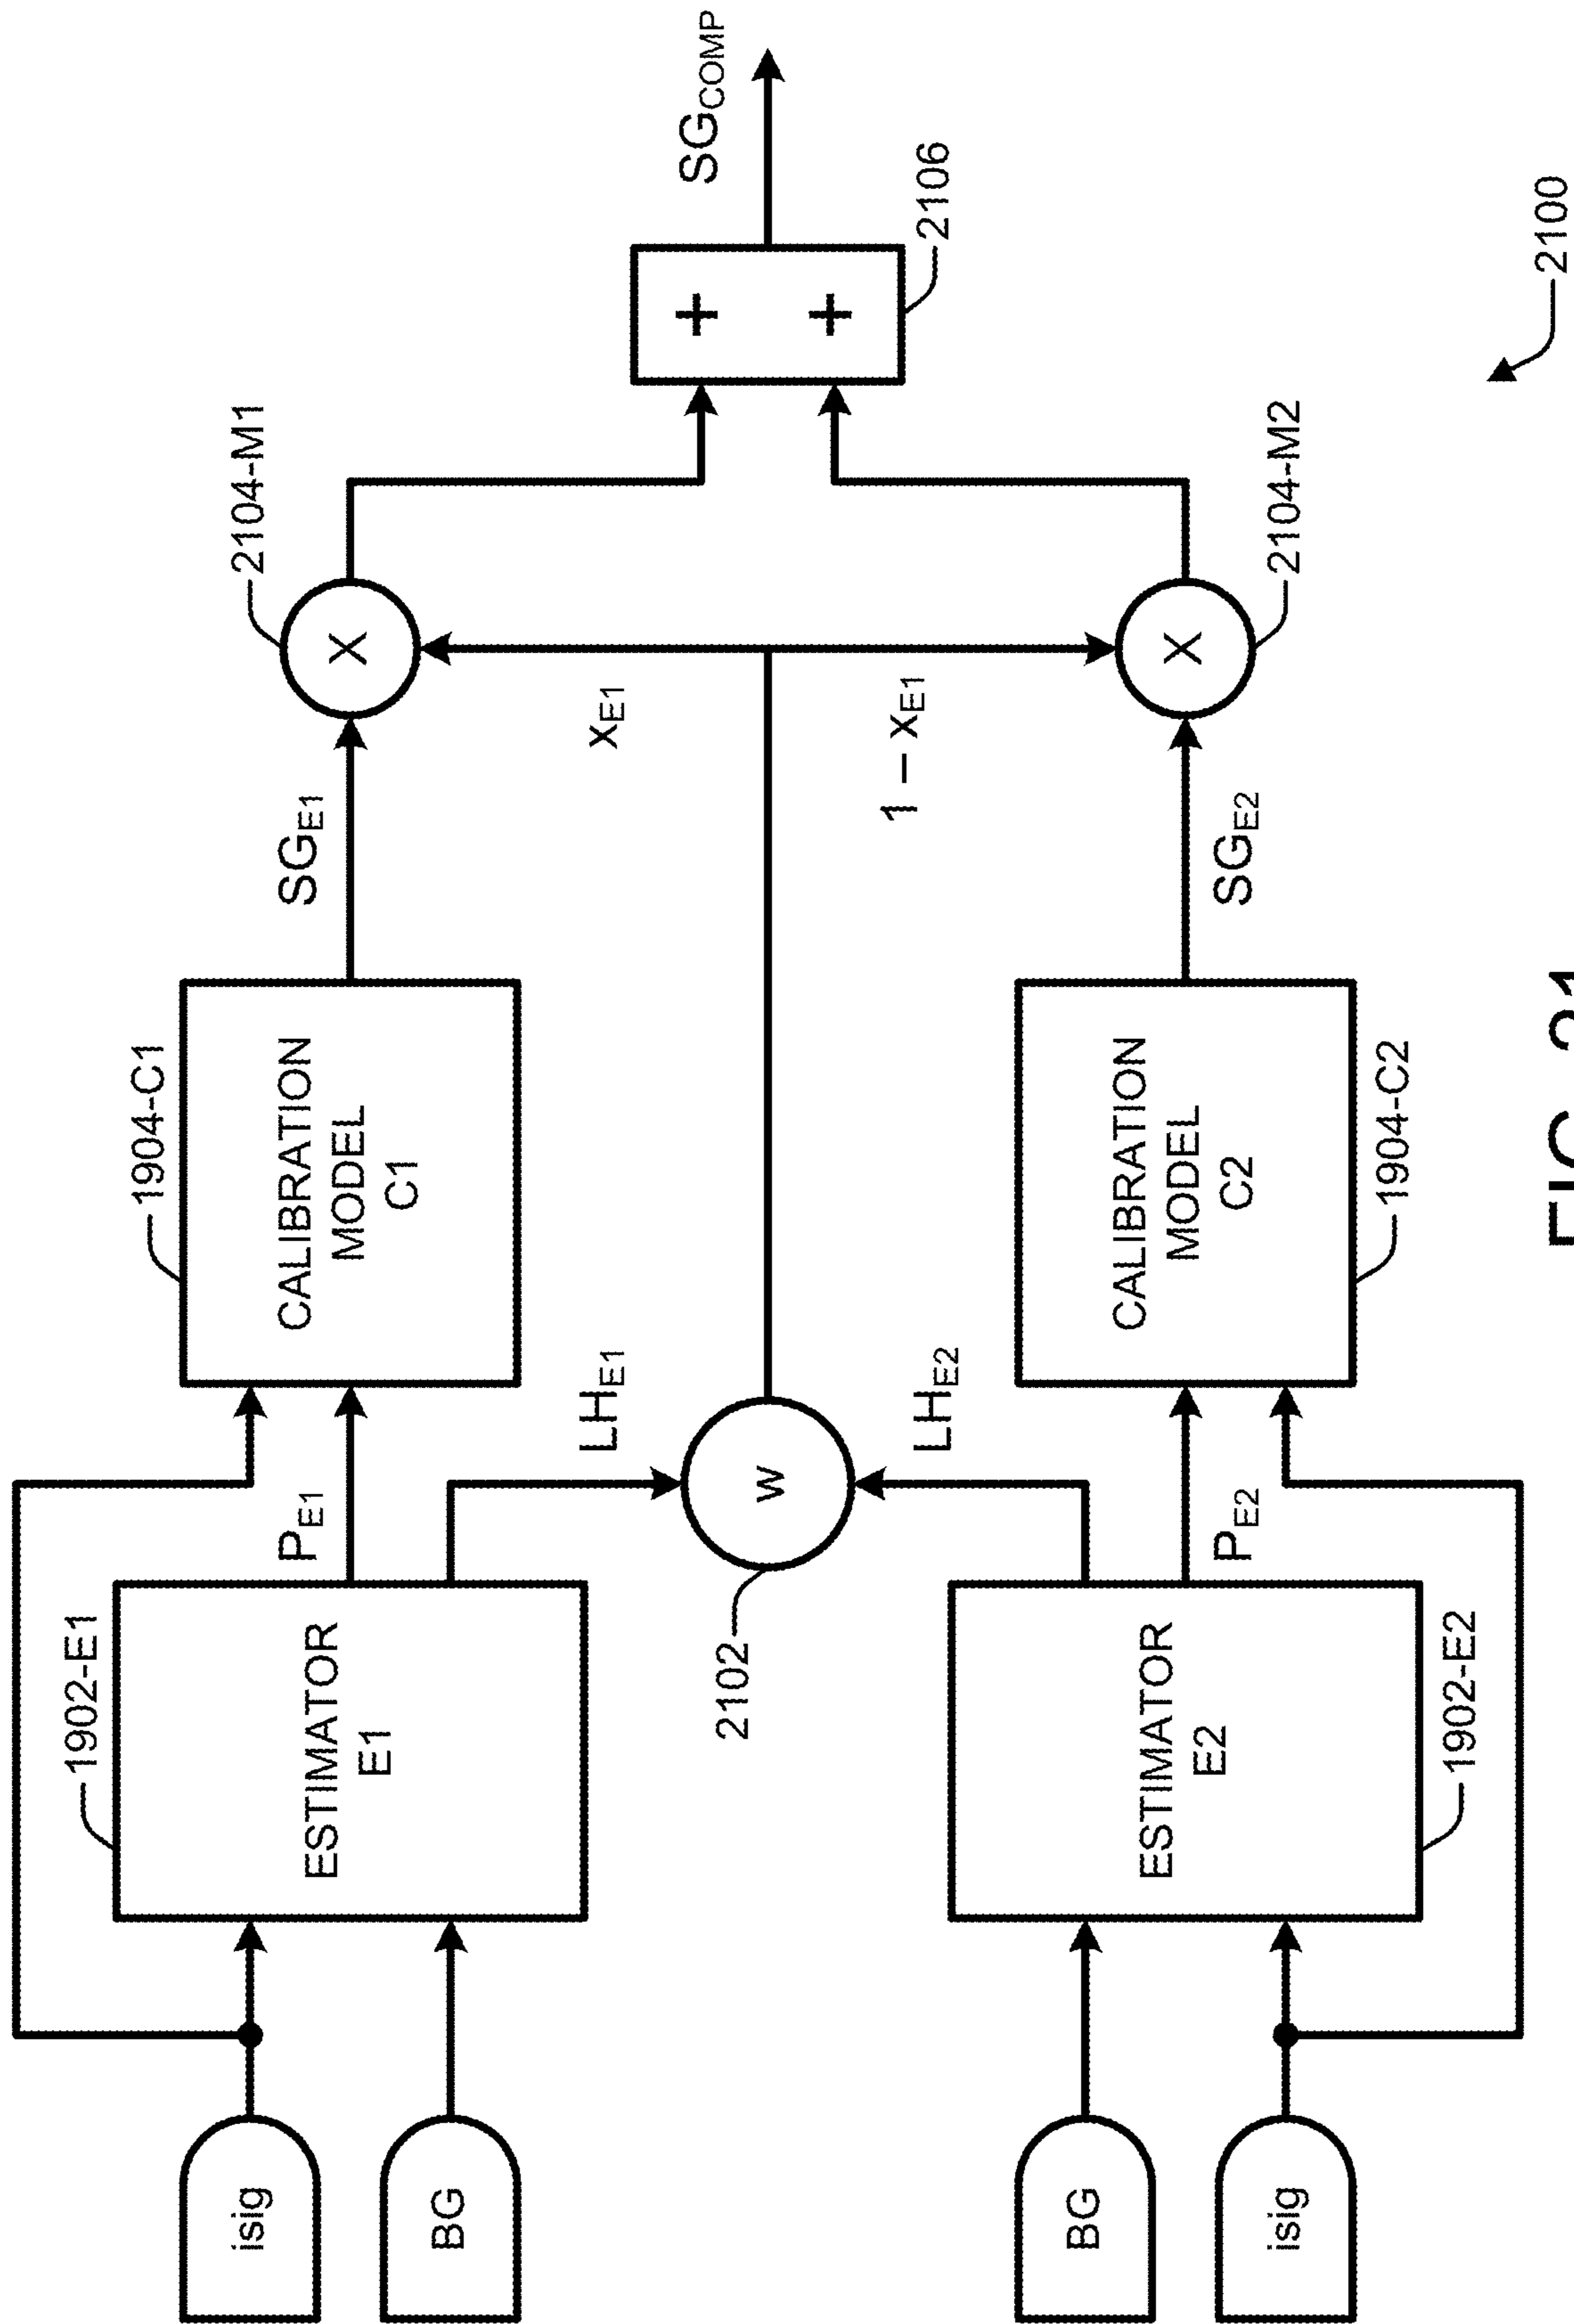 isig
BG
1902-E1
ESTIMATOR
E1
P_E1
1904-C1
CALIBRATION
MODEL
C1
SG_E1
2104-M1
X
LH_E1
2102
w
LH_E2
x_E1
1 – x_E1
+
+
2106
SG_COMP
BG
isig
ESTIMATOR
E2
1902-E2
P_E2
CALIBRATION
MODEL
C2
1904-C2
SG_E2
X
2104-M2
2100